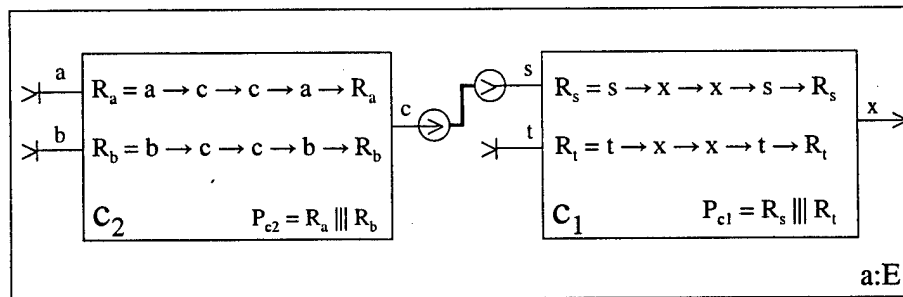 a
R_a = a → c → c → a → R_a
b
R_b = b → c → c → b → R_b
c
C_2
P_c2 = R_a ||| R_b
s
R_s = s → x → x → s → R_s
t
R_t = t → x → x → t → R_t
x
C_1
P_c1 = R_s ||| R_t
a:E